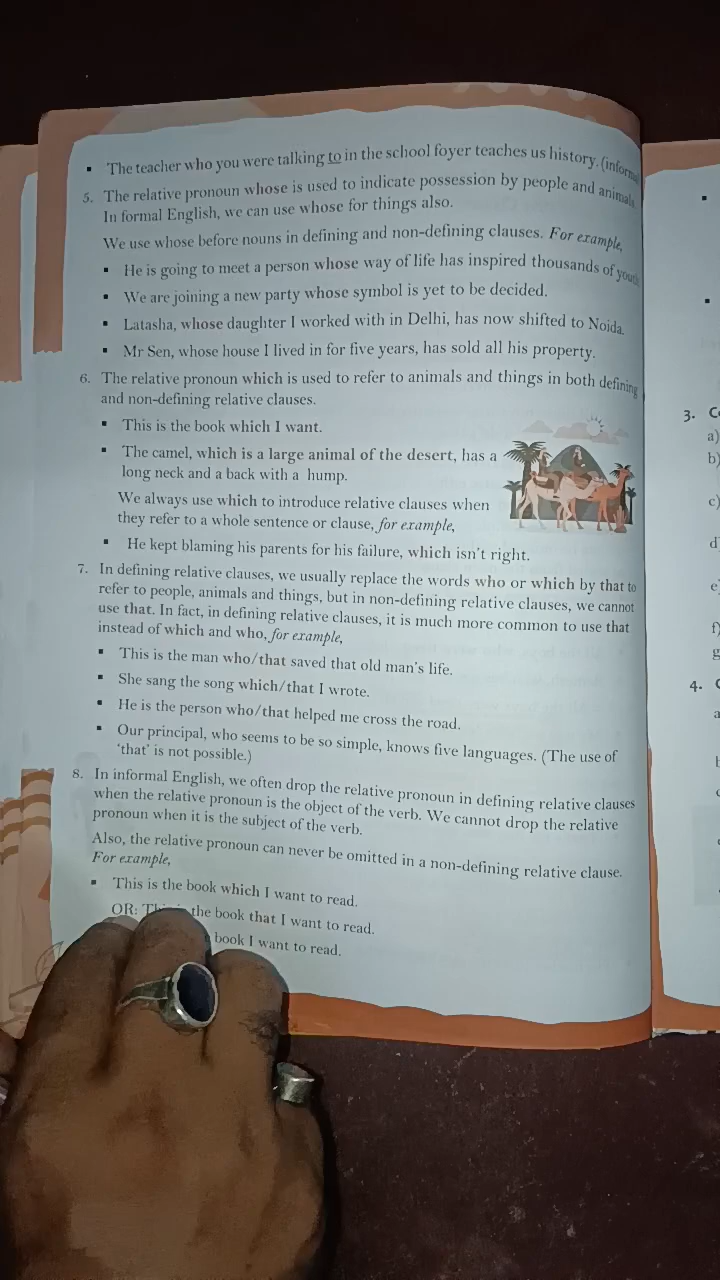 ▪ The teacher who you were talking to in the school foyer teaches us history. (inform
5. The relative pronoun whose is used to indicate possession by people and animals.
In formal English, we can use whose for things also.
We use whose before nouns in defining and non-defining clauses. For example,
▪ He is going to meet a person whose way of life has inspired thousands of
▪ We are joining a new party whose symbol is yet to be decided.
▪ Latasha, whose daughter I worked with in Delhi, has now shifted to Noida.
▪ Mr Sen, whose house I lived in for five years, has sold all his property.
6. The relative pronoun which is used to refer to animals and things in both defining
and non-defining relative clauses.
▪ This is the book which I want.
▪ The camel, which is a large animal of the desert, has a
long neck and a back with a hump.
We always use which to introduce relative clauses when
they refer to a whole sentence or clause, for example,
▪ He kept blaming his parents for his failure, which isn't right.
7. In defining relative clauses, we usually replace the words who or which by that to
refer to people, animals and things, but in non-defining relative clauses, we cannot
use that. In fact, in defining relative clauses, it is much more common to use that
instead of which and who, for example,
▪ This is the man who/that saved that old man's life.
▪ She sang the song which/that I wrote.
▪ He is the person who/that helped me cross the road.
▪ Our principal, who seems to be so simple, knows five languages. (The use of
'that' is not possible.)
8. In informal English, we often drop the relative pronoun in defining relative clauses
when the relative pronoun is the object of the verb. We cannot drop the relative
pronoun when it is the subject of the verb.
Also, the relative pronoun can never be omitted in a non-defining relative clause.
For example,
▪ This is the book which I want to read.
OR: the book that I want to read.
book I want to read.
3.
a)
b)
c)
d)
e)
f)
g
4.
a